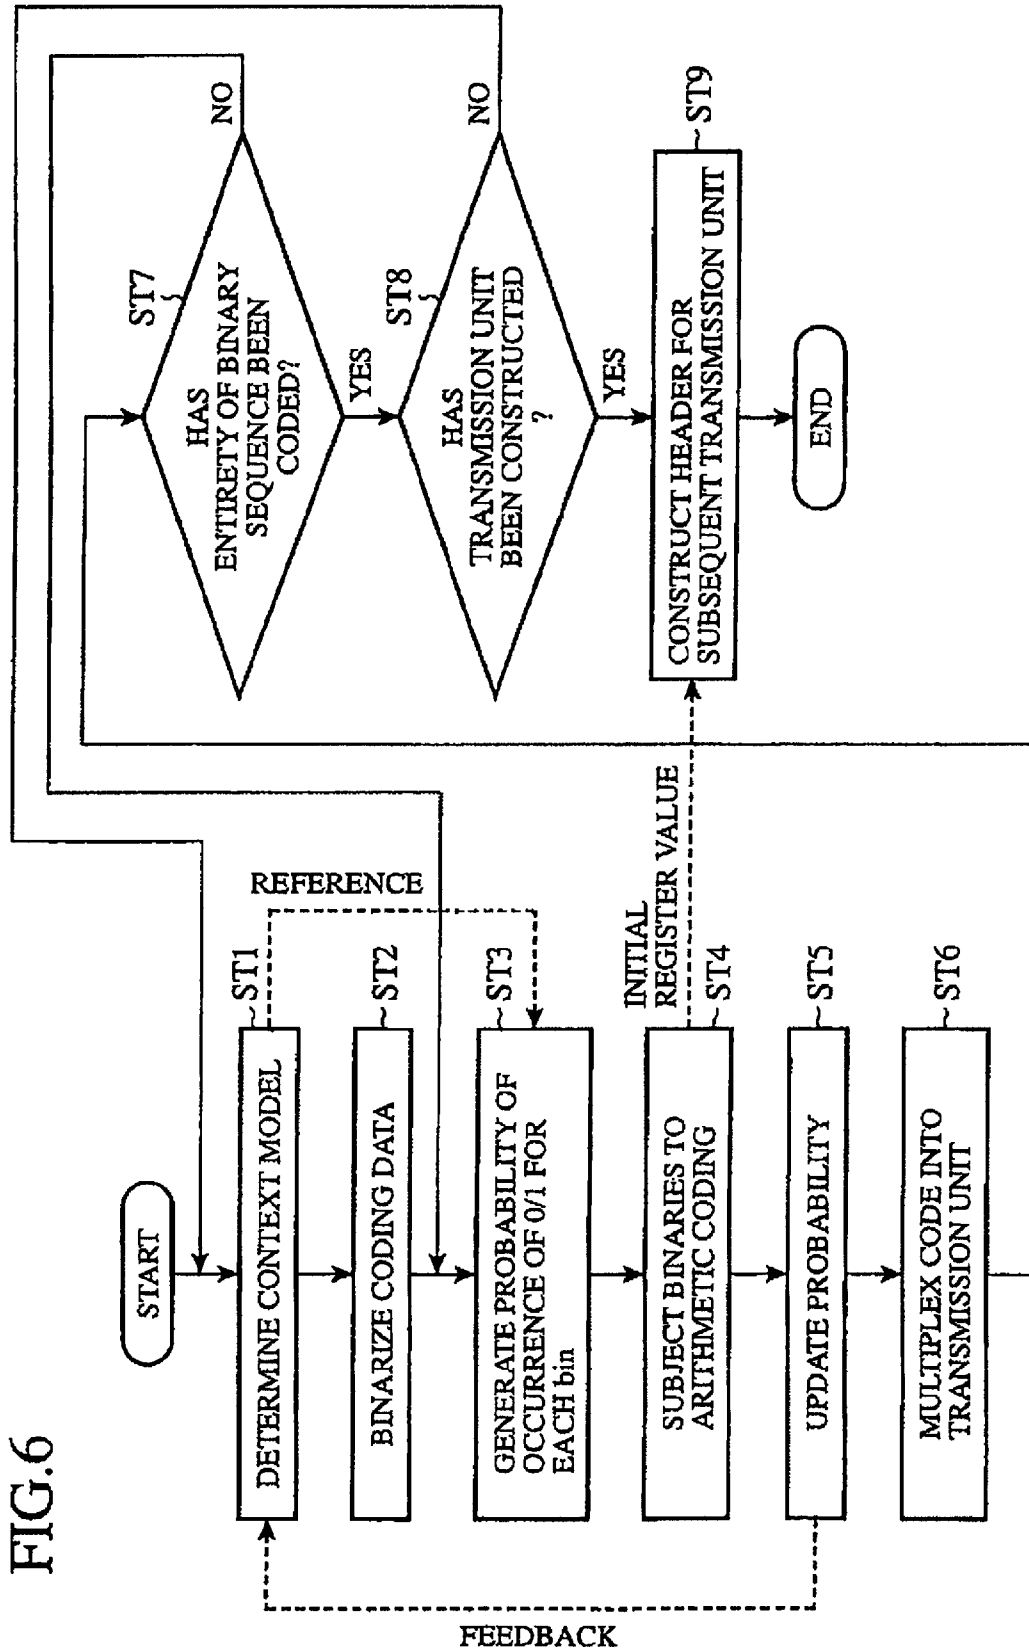 FIG.6
START
DETERMINE CONTEXT MODEL
ST1
BINARIZE CODING DATA
ST2
REFERENCE
GENERATE PROBABILITY OF
OCCURRENCE OF 0/1 FOR
EACH bin
ST3
SUBJECT BINARIES TO
ARITHMETIC CODING
ST4
INITIAL
REGISTER VALUE
UPDATE PROBABILITY
ST5
FEEDBACK
MULTIPLEX CODE INTO
TRANSMISSION UNIT
ST6
HAS
ENTIRETY OF BINARY
SEQUENCE BEEN
CODED?
ST7
NO
YES
HAS
TRANSMISSION UNIT
BEEN CONSTRUCTED
?
ST8
NO
YES
CONSTRUCT HEADER FOR
SUBSEQUENT TRANSMISSION UNIT
ST9
END